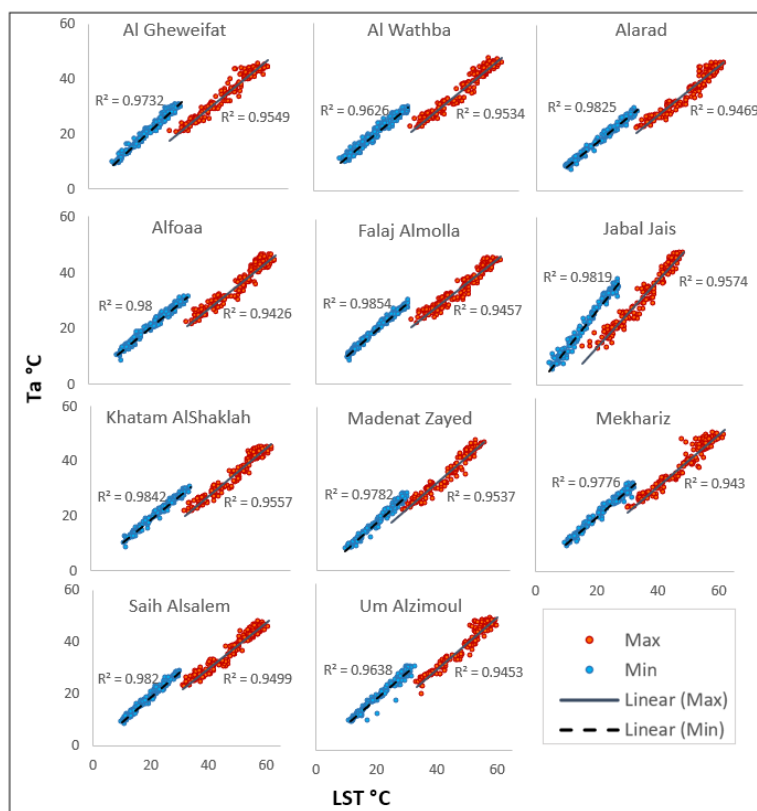 60
Al Gheweifat
Al Wathba
Alarad
40
R² = 0.9732
R² = 0.9549
R² = 0.9626
R² = 0.9534
R² = 0.9825
R² = 0.9469
20
0
60
Alfoaa
Falaj Almolla
Jabal Jais
40
R² = 0.98
R² = 0.9426
R² = 0.9854
R² = 0.9457
R² = 0.9819
R² = 0.9574
20
0
Ta °C
60
Khatam AlShaklah
Madenat Zayed
Mekhariz
40
R² = 0.9842
R² = 0.9557
R² = 0.9782
R² = 0.9537
R² = 0.9776
R² = 0.943
20
0
0 20 40 60
60
Saih Alsalem
Um Alzimoul
40
R² = 0.982
R² = 0.9499
R² = 0.9638
R² = 0.9453
20
0
0 20 40 60
0 20 40 60
Max
Min
Linear (Max)
Linear (Min)
LST °C